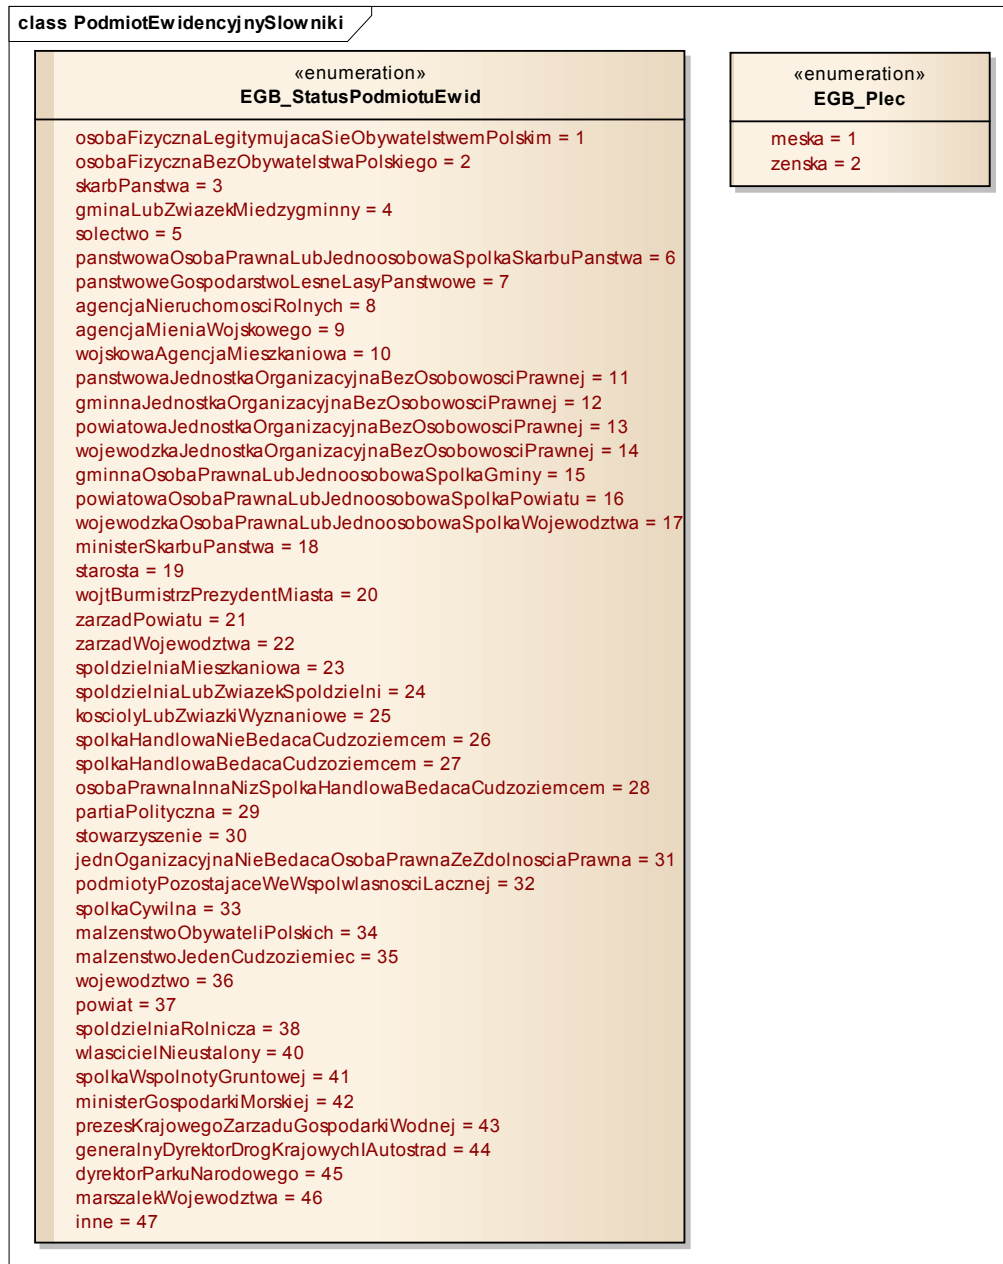 class PodmiotEwidencyjnySlowniki
«enumeration»
EGB_StatusPodmiotuEwid
osobaFizycznaLegitymujacaSieObywatelstwemPolskim = 1
osobaFizycznaBezObywatelstwaPolskiego = 2
skarbPanstwa = 3
gminaLubZwiazekMiedzygminny = 4
solectwo = 5
panstwowaOsobaPrawnaLubJednoosobowaSpolkaSkarbuPanstwa = 6
panstwoweGospodarstwoLesneLasyPanstwowe = 7
agencjaNieruchomosciRolnych = 8
agencjaMieniaWojskowego = 9
wojskowaAgencjaMieszkaniowa = 10
panstwowaJednostkaOrganizacyjnaBezOsobowosciPrawnej = 11
gminnaJednostkaOrganizacyjnaBezOsobowosciPrawnej = 12
powiatowaJednostkaOrganizacyjnaBezOsobowosciPrawnej = 13
wojewodzkaJednostkaOrganizacyjnaBezOsobowosciPrawnej = 14
gminnaOsobaPrawnaLubJednoosobowaSpolkaGminy = 15
powiatowaOsobaPrawnaLubJednoosobowaSpolkaPowiatu = 16
wojewodzkaOsobaPrawnaLubJednoosobowaSpolkaWojewodztwa = 17
ministerSkarbuPanstwa = 18
starosta = 19
wojtBurmistrzPrezydentMiasta = 20
zarzadPowiatu = 21
zarzadWojewodztwa = 22
spoldzielniaMieszkaniowa = 23
spoldzielniaLubZwiazekSpoldzielni = 24
kosciolyLubZwiazkiWyznaniowe = 25
spolkaHandlowaNieBedacaCudzoziemcem = 26
spolkaHandlowaBedacaCudzoziemcem = 27
osobaPrawnaInnaNizSpolkaHandlowaBedacaCudzoziemcem = 28
partiaPolityczna = 29
stowarzyszenie = 30
jednOganizacyjnaNieBedacaOsobaPrawnaZeZdolnosciaPrawna = 31
podmiotyPozostajaceWeWspolwlasnosciLacznej = 32
spolkaCywilna = 33
malzenstwoObywateliPolskich = 34
malzenstwoJedenCudzoziemiec = 35
wojewodztwo = 36
powiat = 37
spoldzielniaRolnicza = 38
wlascicielNieustalony = 40
spolkaWspolnotyGruntowej = 41
ministerGospodarkiMorskiej = 42
prezesKrajowegoZarzaduGospodarkiWodnej = 43
generalnyDyrektorDrogKrajowychIAutostrad = 44
dyrektorParkuNarodowego = 45
marszalekWojewodztwa = 46
inne = 47
«enumeration»
EGB_Plec
meska = 1
zenska = 2